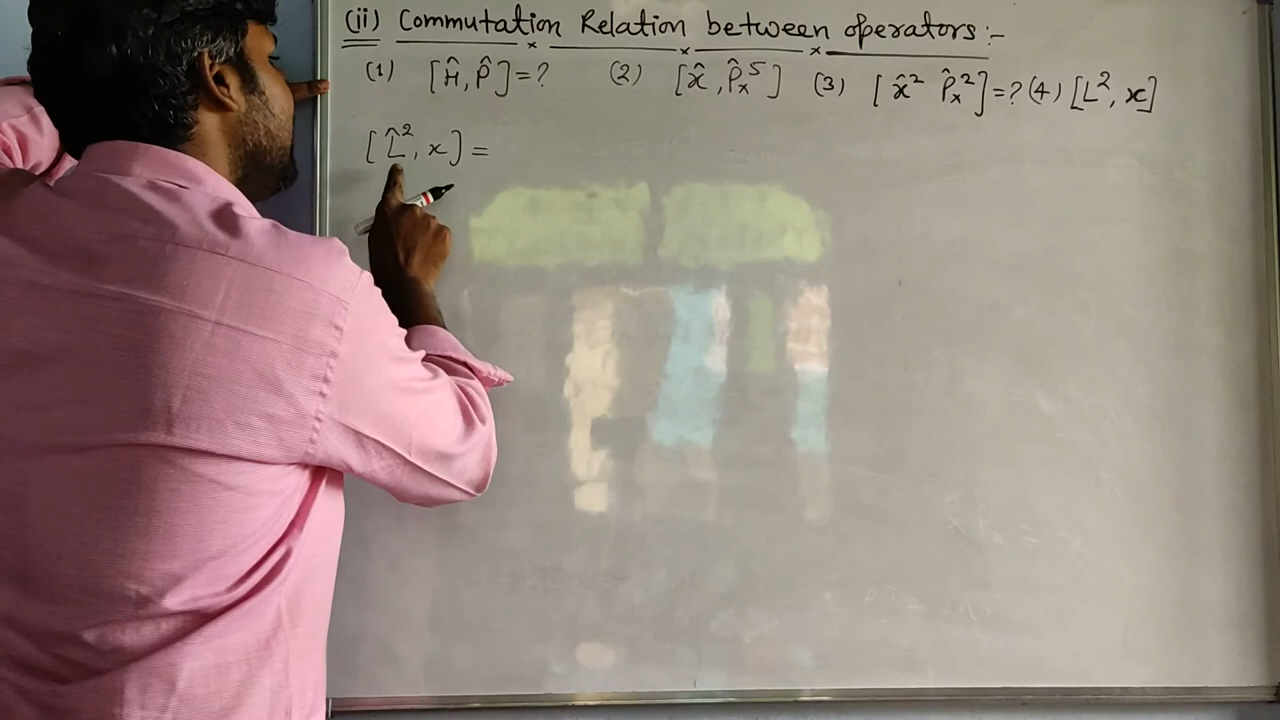 (ii) Commutation Relation between operators:-
(1) [Ĥ, P̂] = ? (2) [x̂, P̂ₓ⁵] (3) [x̂² P̂ₓ²] = ? (4) [L², x]
[L̂², x] =